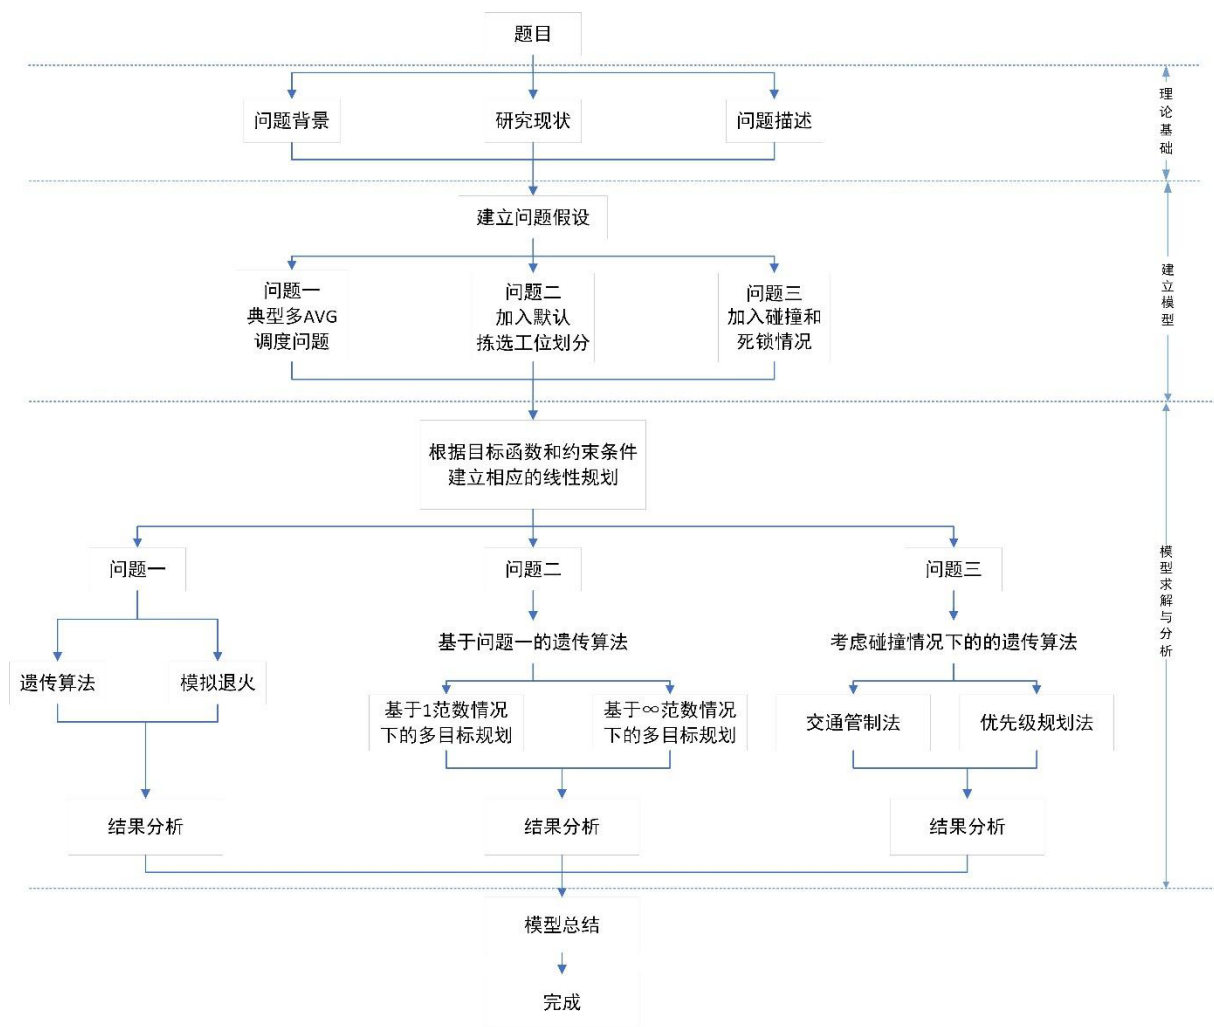 题目
问题背景
研究现状
问题描述
理论基础
建立问题假设
问题一
典型多AVG
调度问题
问题二
加入默认
拣选工位划分
问题三
加入碰撞和
死锁情况
建立模型
根据目标函数和约束条件
建立相应的线性规划
问题一
问题二
问题三
模型求解与分析
遗传算法
模拟退火
基于问题一的遗传算法
考虑碰撞情况下的的遗传算法
基于1范数情况
下的多目标规划
基于∞范数情况
下的多目标规划
交通管制法
优先级规划法
结果分析
结果分析
结果分析
模型总结
完成